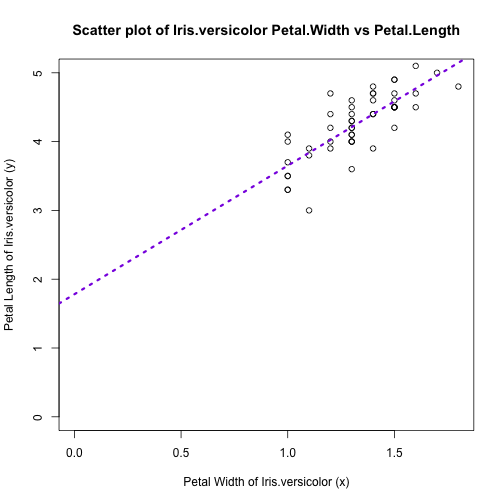 Scatter plot of Iris.versicolor Petal.Width vs Petal.Length
Petal Length of Iris.versicolor (y)
5
4
3
2
1
0
0.0 0.5 1.0 1.5
Petal Width of Iris.versicolor (x)